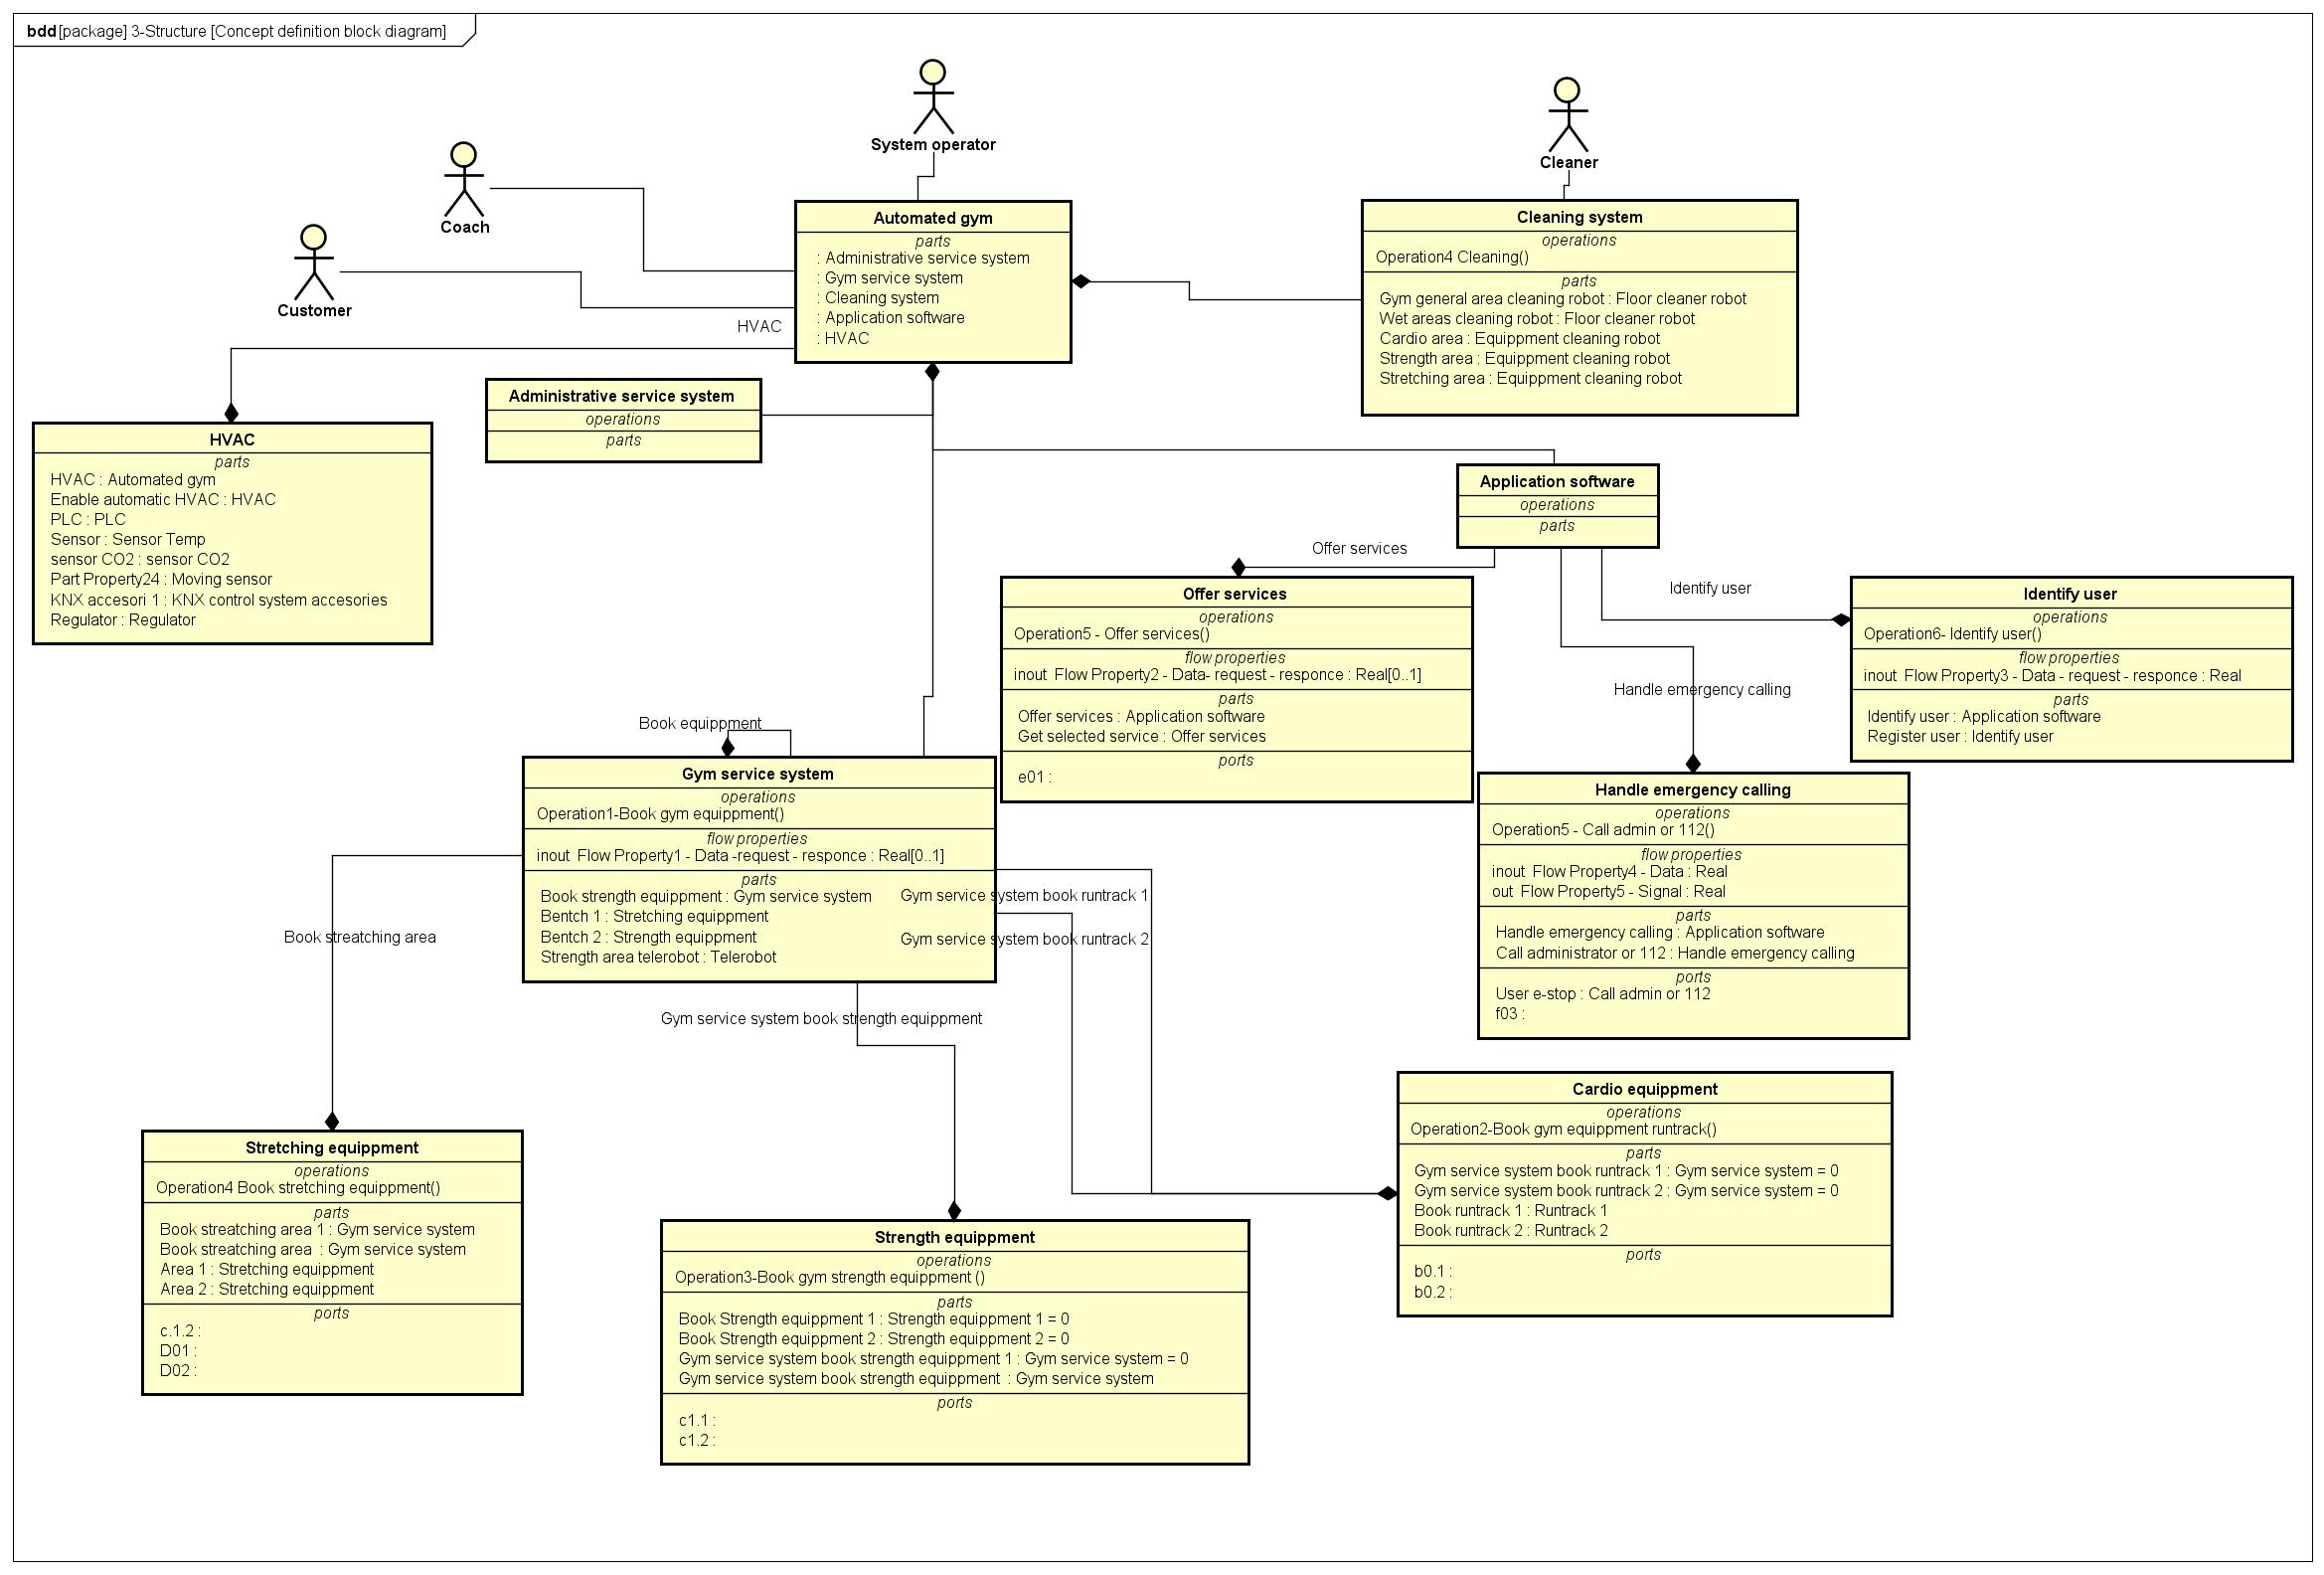 bdd [package] 3-Structure [Concept definition block diagram]
System operator
Cleaner
Coach
Customer
Automated gym
parts
: Administrative service system
: Gym service system
: Cleaning system
: Application software
: HVAC
Cleaning system
operations
Operation4 Cleaning()
parts
Gym general area cleaning robot : Floor cleaner robot
Wet areas cleaning robot : Floor cleaner robot
Cardio area : Equippment cleaning robot
Strength area : Equippment cleaning robot
Stretching area : Equippment cleaning robot
HVAC
Administrative service system
operations
parts
HVAC
parts
HVAC : Automated gym
Enable automatic HVAC : HVAC
PLC : PLC
Sensor : Sensor Temp
sensor CO2 : sensor CO2
Part Property24 : Moving sensor
KNX accesori 1 : KNX control system accesories
Regulator : Regulator
Application software
operations
parts
Offer services
Identify user
Handle emergency calling
Offer services
operations
Operation5 - Offer services()
flow properties
inout Flow Property2 - Data- request - responce : Real[0..1]
parts
Offer services : Application software
Get selected service : Offer services
ports
e01 :
Identify user
operations
Operation6- Identify user()
flow properties
inout Flow Property3 - Data - request - responce : Real
parts
Identify user : Application software
Register user : Identify user
Book equippment
Gym service system
operations
Operation1-Book gym equippment()
flow properties
inout Flow Property1 - Data -request - responce : Real[0..1]
parts
Book strength equippment : Gym service system
Bentch 1 : Stretching equippment
Bentch 2 : Strength equippment
Strength area telerobot : Telerobot
Gym service system book runtrack 1
Gym service system book runtrack 2
Handle emergency calling
operations
Operation5 - Call admin or 112()
flow properties
inout Flow Property4 - Data : Real
out Flow Property5 - Signal : Real
parts
Handle emergency calling : Application software
Call administrator or 112 : Handle emergency calling
ports
User e-stop : Call admin or 112
f03 :
Book streatching area
Gym service system book strength equippment
Stretching equippment
operations
Operation4 Book stretching equippment()
parts
Book streatching area 1 : Gym service system
Book streatching area : Gym service system
Area 1 : Stretching equippment
Area 2 : Stretching equippment
ports
c.1.2 :
D01 :
D02 :
Strength equippment
operations
Operation3-Book gym strength equippment ()
parts
Book Strength equippment 1 : Strength equippment 1 = 0
Book Strength equippment 2 : Strength equippment 2 = 0
Gym service system book strength equippment 1 : Gym service system = 0
Gym service system book strength equippment : Gym service system
ports
c1.1 :
c1.2 :
Cardio equippment
operations
Operation2-Book gym equippment runtrack()
parts
Gym service system book runtrack 1 : Gym service system = 0
Gym service system book runtrack 2 : Gym service system = 0
Book runtrack 1 : Runtrack 1
Book runtrack 2 : Runtrack 2
ports
b0.1 :
b0.2 :